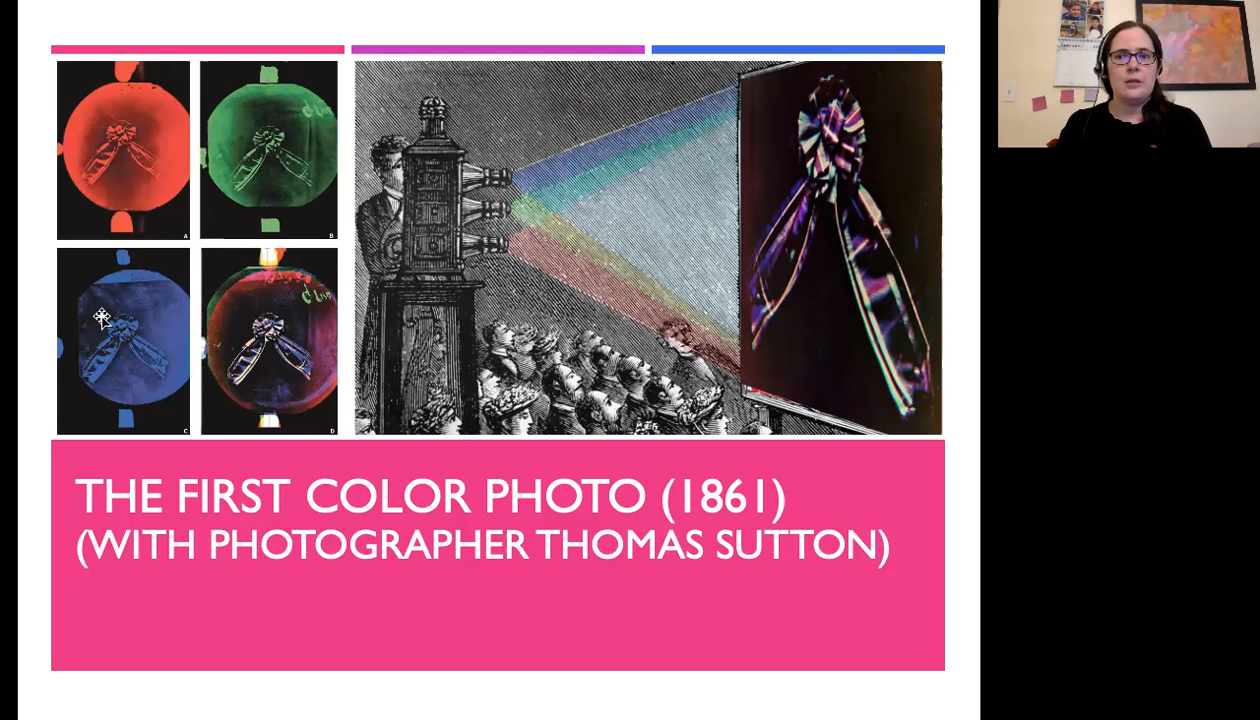 A
B
C
D
THE FIRST COLOR PHOTO (1861)
(WITH PHOTOGRAPHER THOMAS SUTTON)